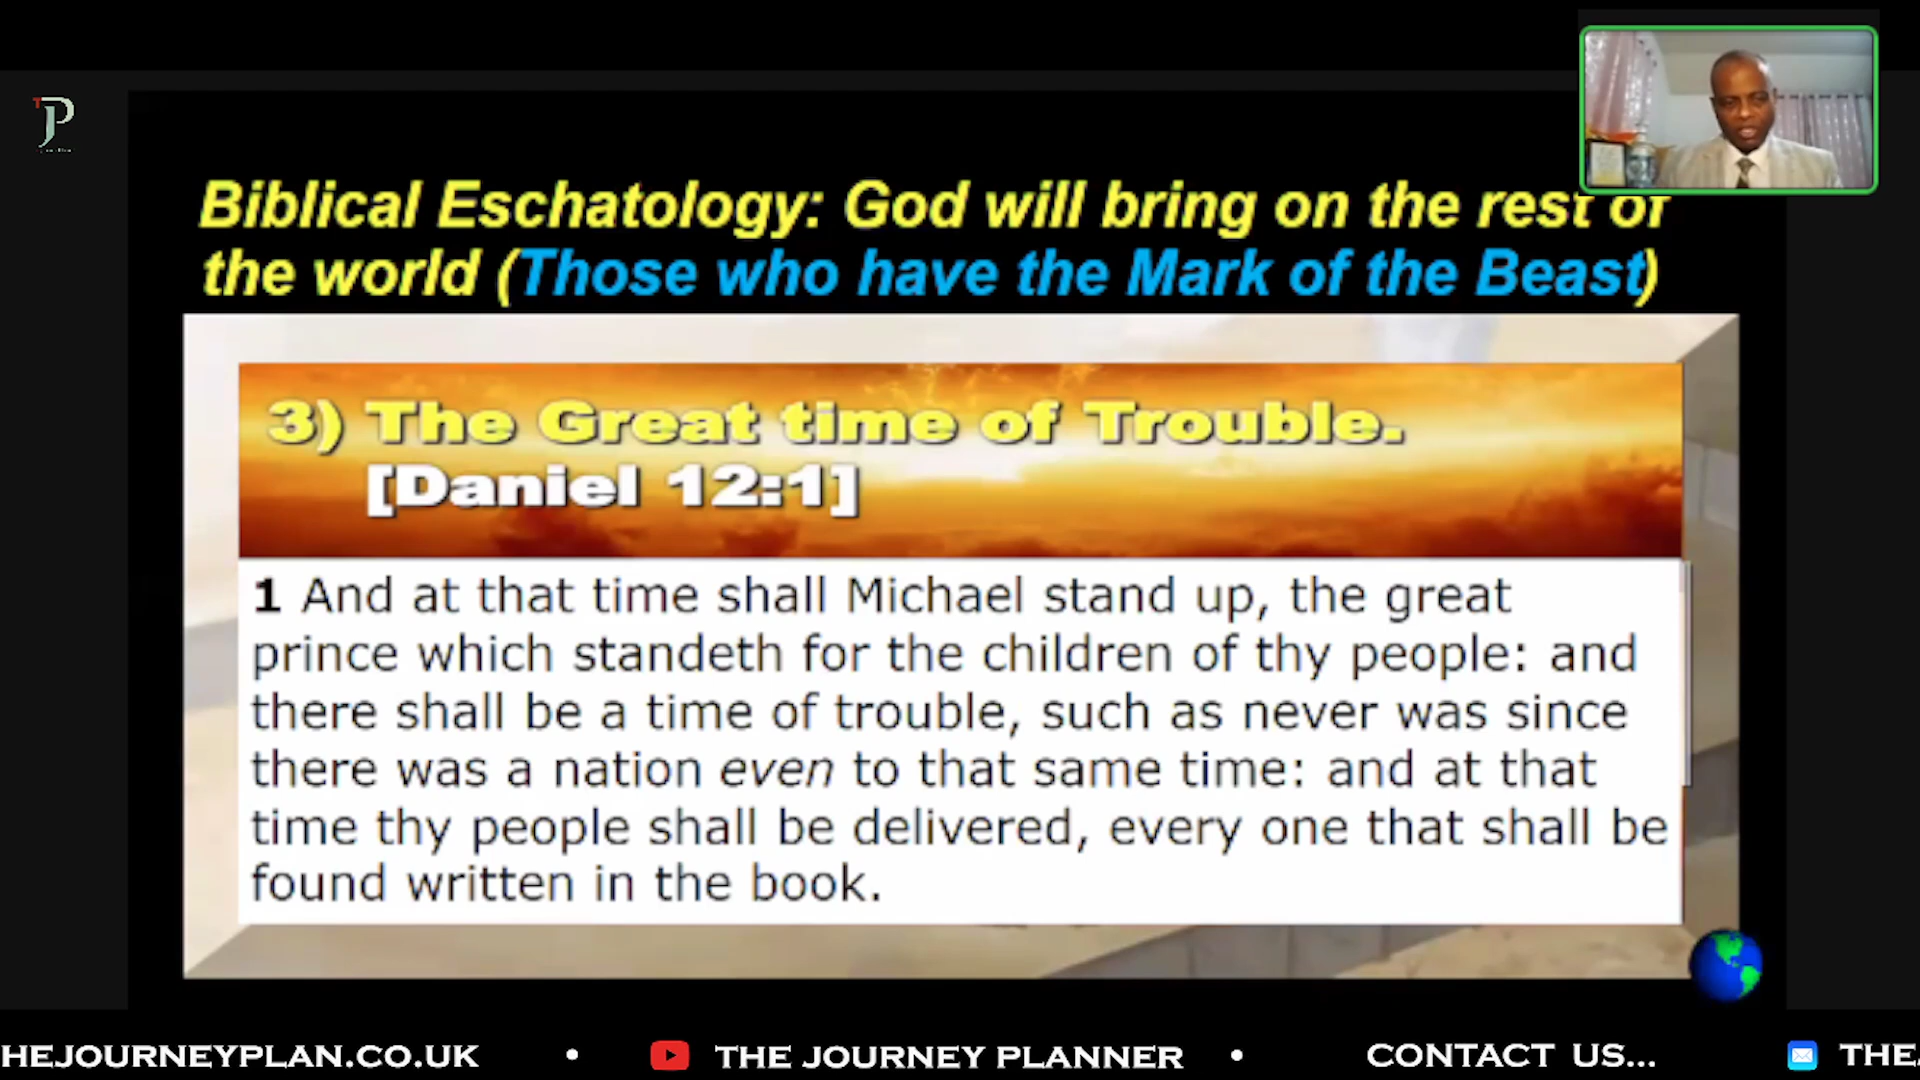 Biblical Eschatology: God will bring on the rest of
the world (Those who have the Mark of the Beast)
3) The Great time of Trouble.
[Daniel 12:1]
1 And at that time shall Michael stand up, the great
prince which standeth for the children of thy people: and
there shall be a time of trouble, such as never was since
there was a nation even to that same time: and at that
time thy people shall be delivered, every one that shall be
found written in the book.
HEJOURNEYPLAN.CO.UK • THE JOURNEY PLANNER • CONTACT US... THE